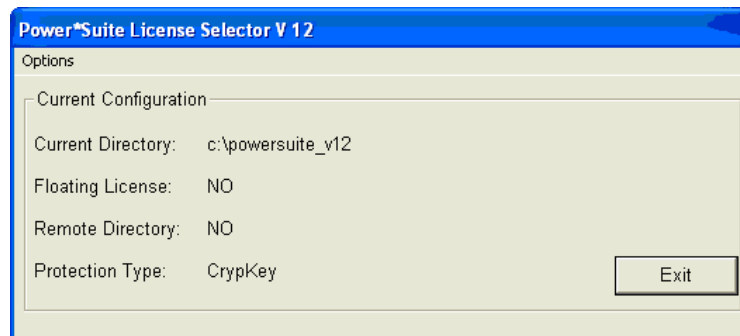 Power*Suite License Selector V 12
Options
Current Configuration
Current Directory: c:\powersuite_v12
Floating License: NO
Remote Directory: NO
Protection Type: CrypKey
Exit